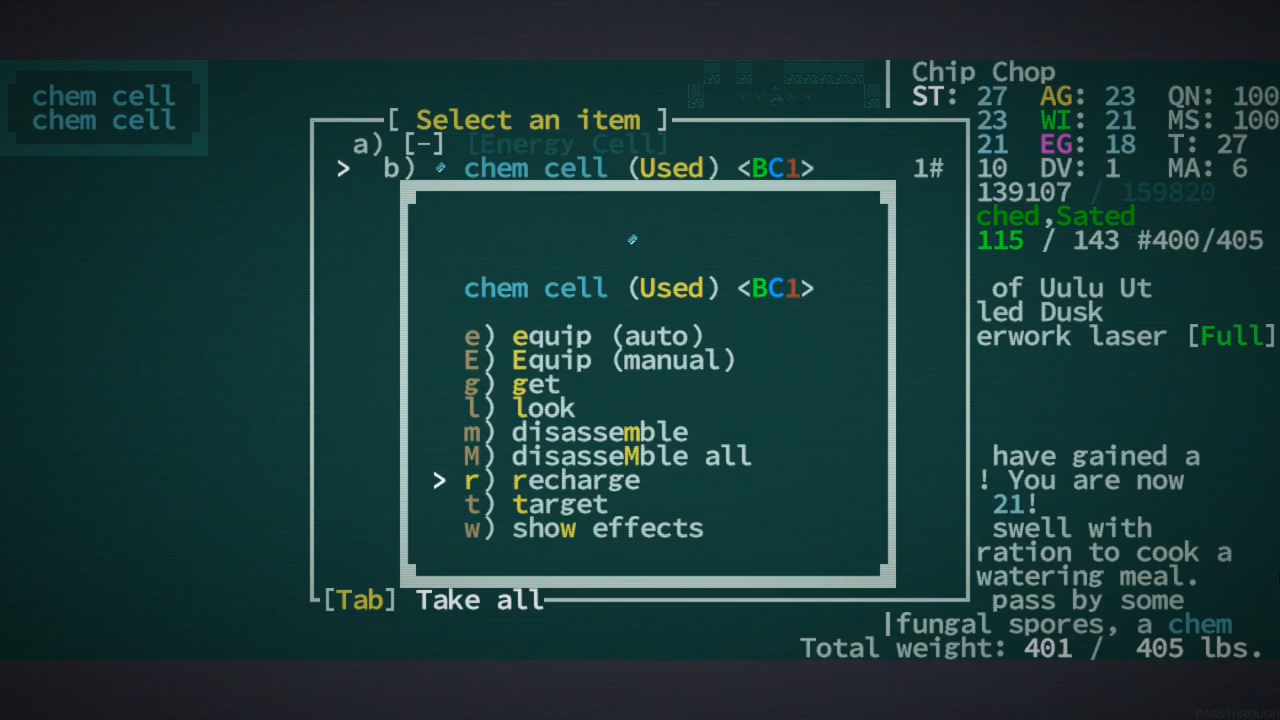 chem cell
chem cell
[ Select an item ]
a) [-] [Energy Cell]
> b) chem cell (Used) <BC1> 1#
chem cell (Used) <BC1>
e) equip (auto)
E) Equip (manual)
g) get
l) look
m) disassemble
M) disasseMble all
> r) recharge
t) target
w) show effects
[Tab] Take all
Chip Chop
ST: 27 AG: 23 QN: 100
23 WI: 21 MS: 100
21 EG: 18 T: 27
10 DV: 1 MA: 6
139107 / 159820
ched,Sated
115 / 143 #400/405
of Uulu Ut
led Dusk
erwork laser [Full]
have gained a
! You are now
21!
swell with
ration to cook a
watering meal.
pass by some
fungal spores, a chem
Total weight: 401 / 405 lbs.